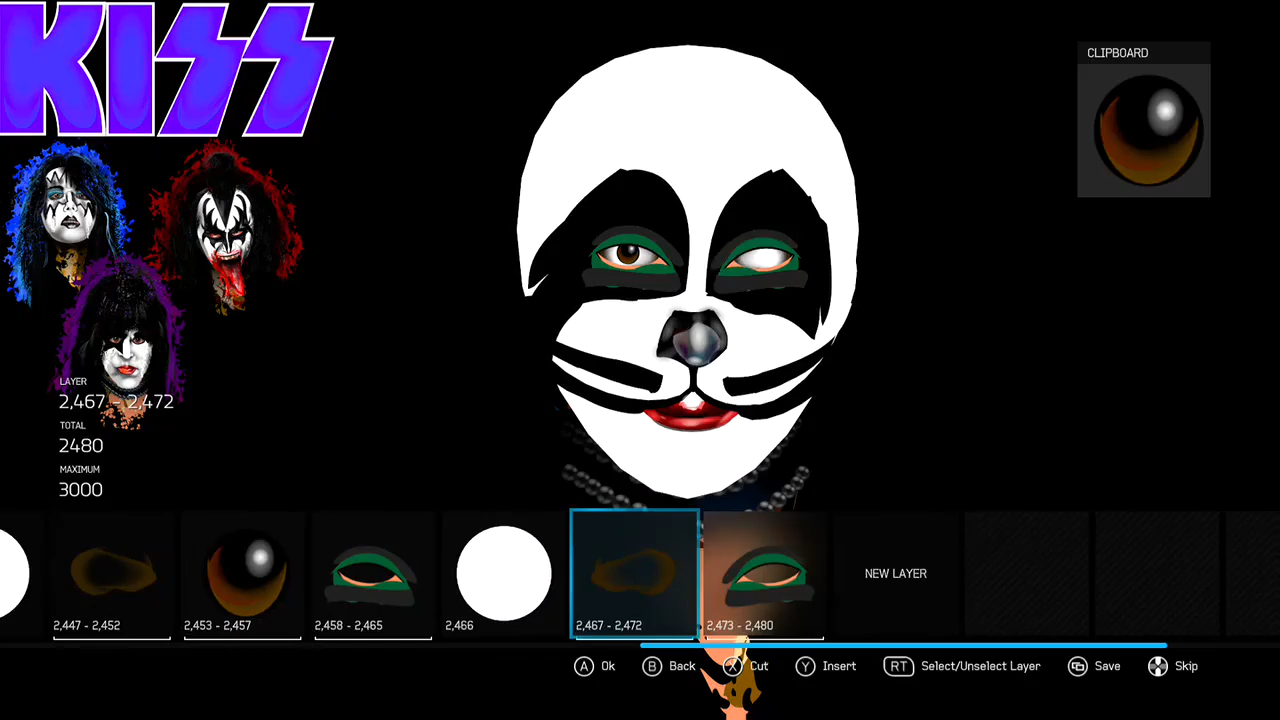 KISS
CLIPBOARD
LAYER
2,467 - 2,472
TOTAL
2480
MAXIMUM
3000
NEW LAYER
2,447 - 2,452
2,453 - 2,457
2,458 - 2,465
2,466
2,467 - 2,472
2,473 - 2,480
A Ok B Back X Cut Y Insert RT Select/Unselect Layer Save Skip